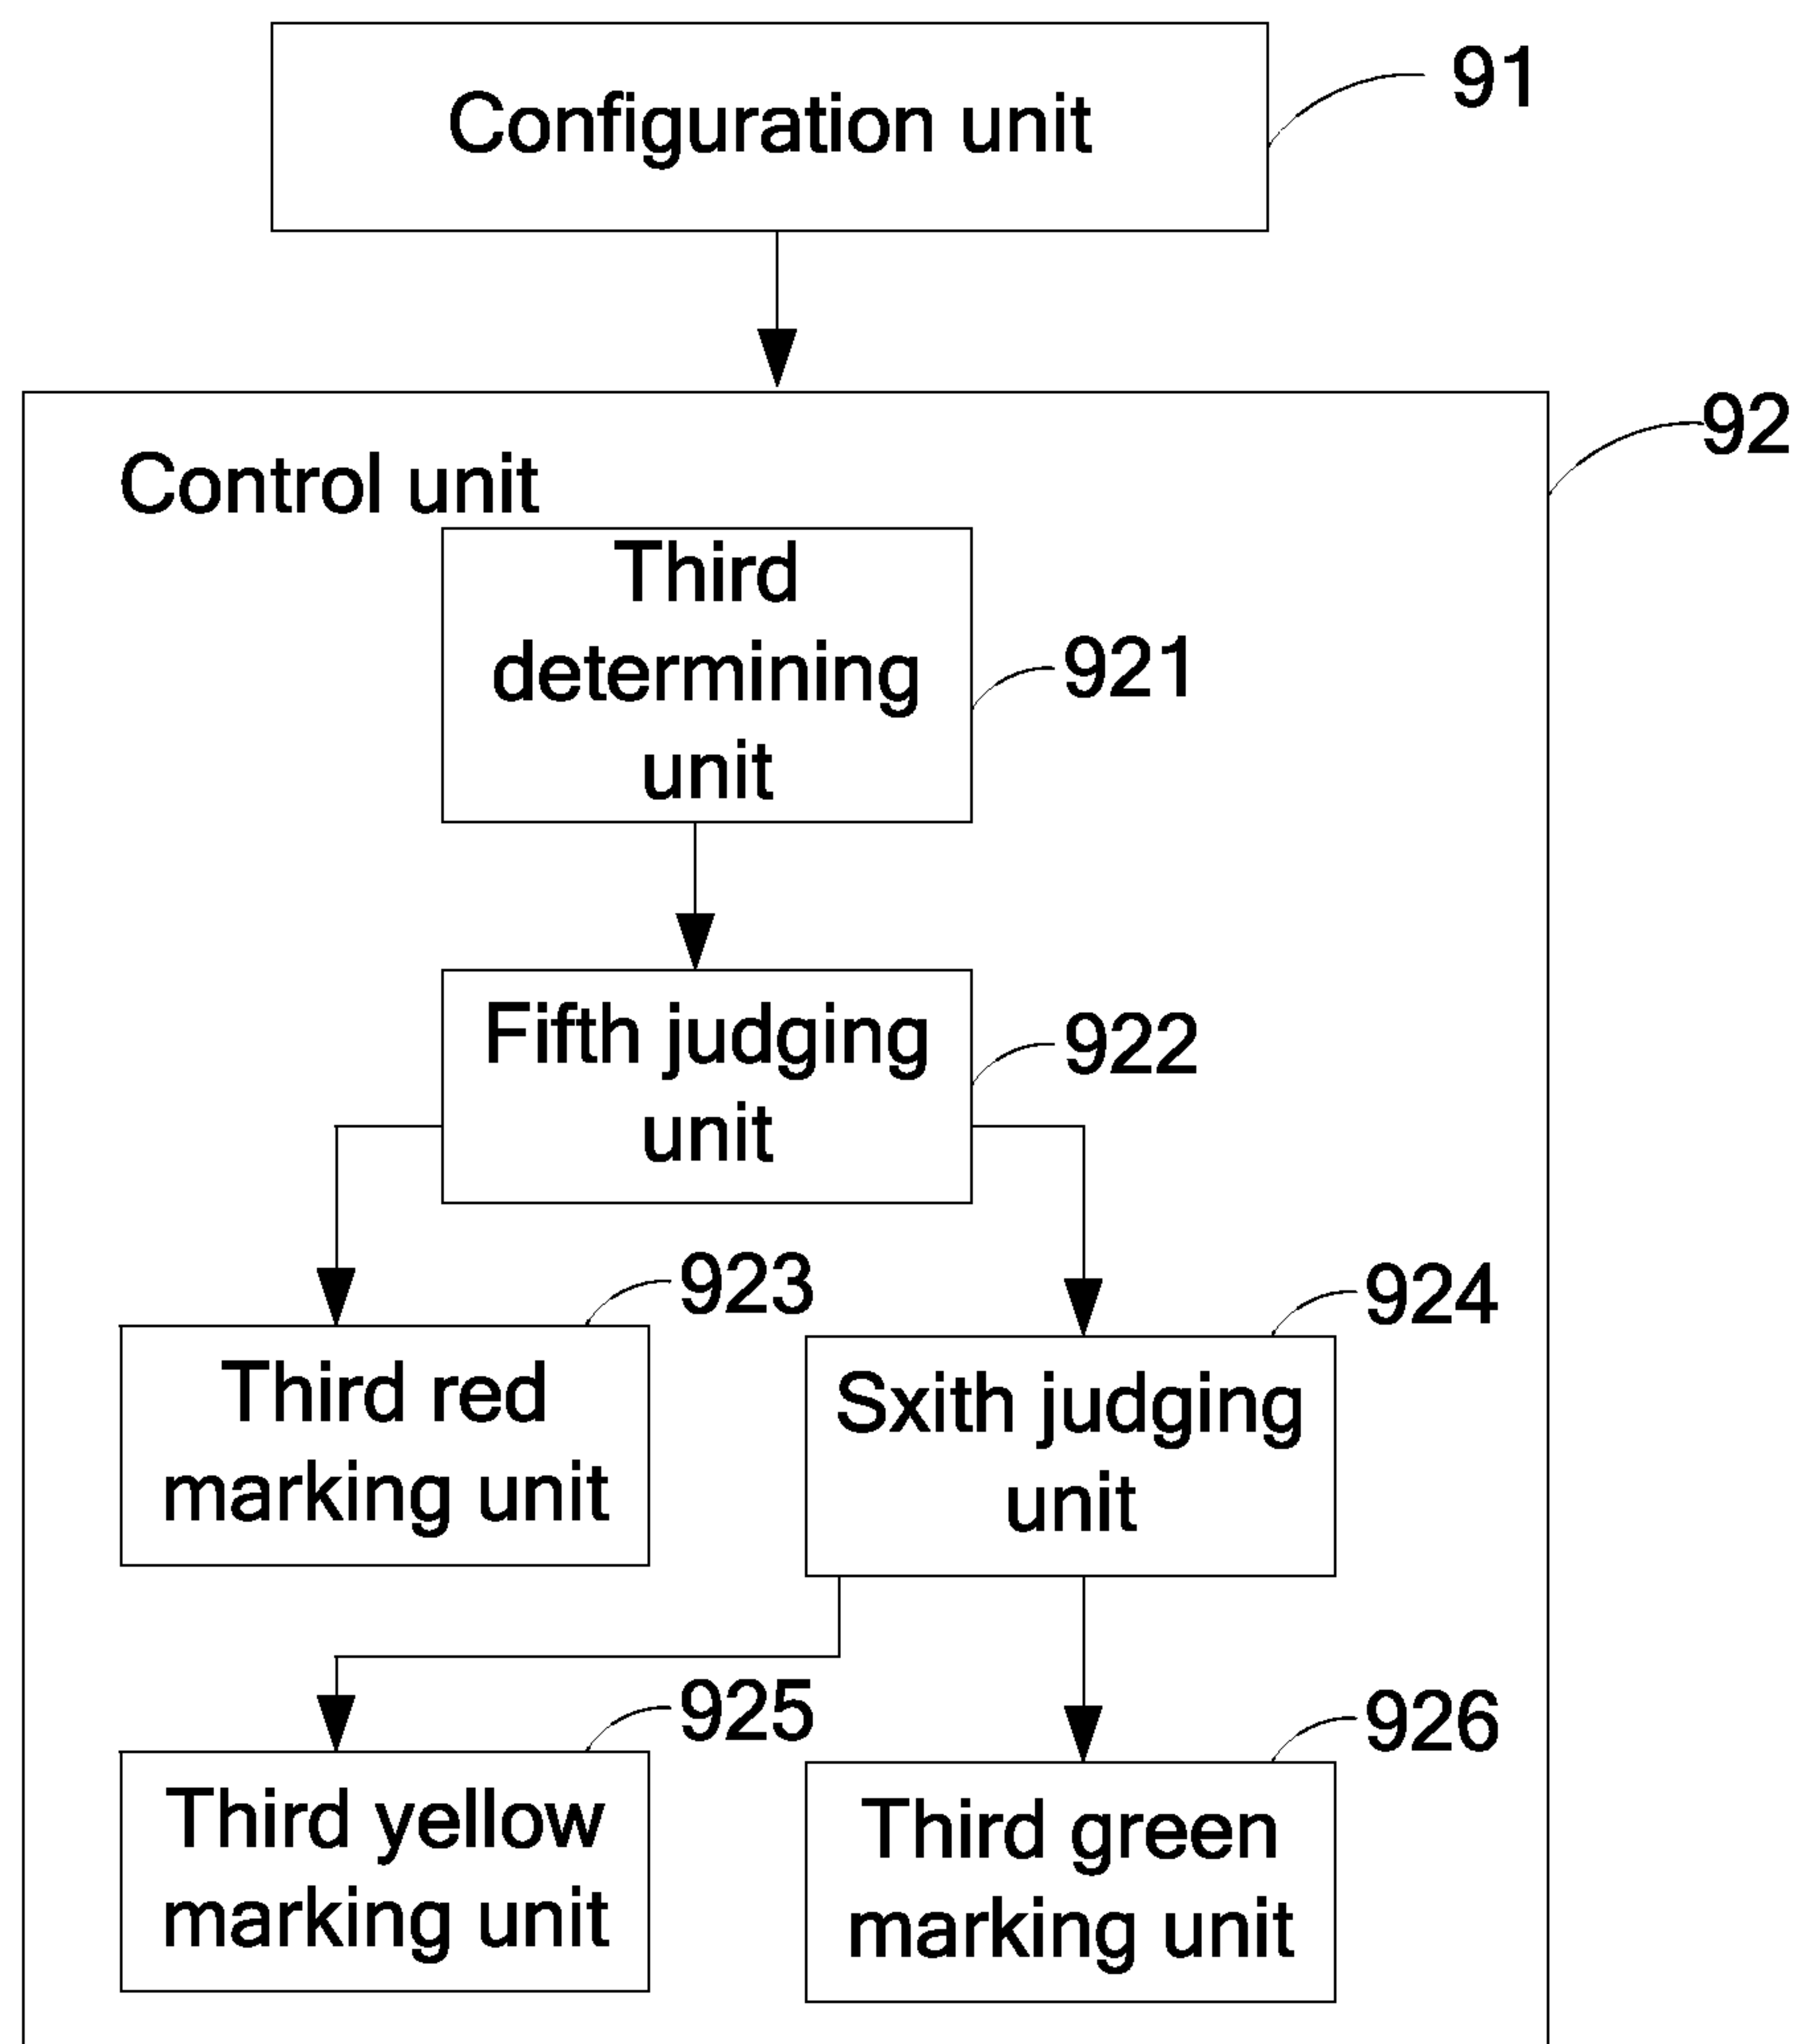 Configuration unit
91
92
Control unit
Third
determining
unit
921
Fifth judging
unit
922
923
924
Third red
marking unit
Sxith judging
unit
925
926
Third yellow
marking unit
Third green
marking unit